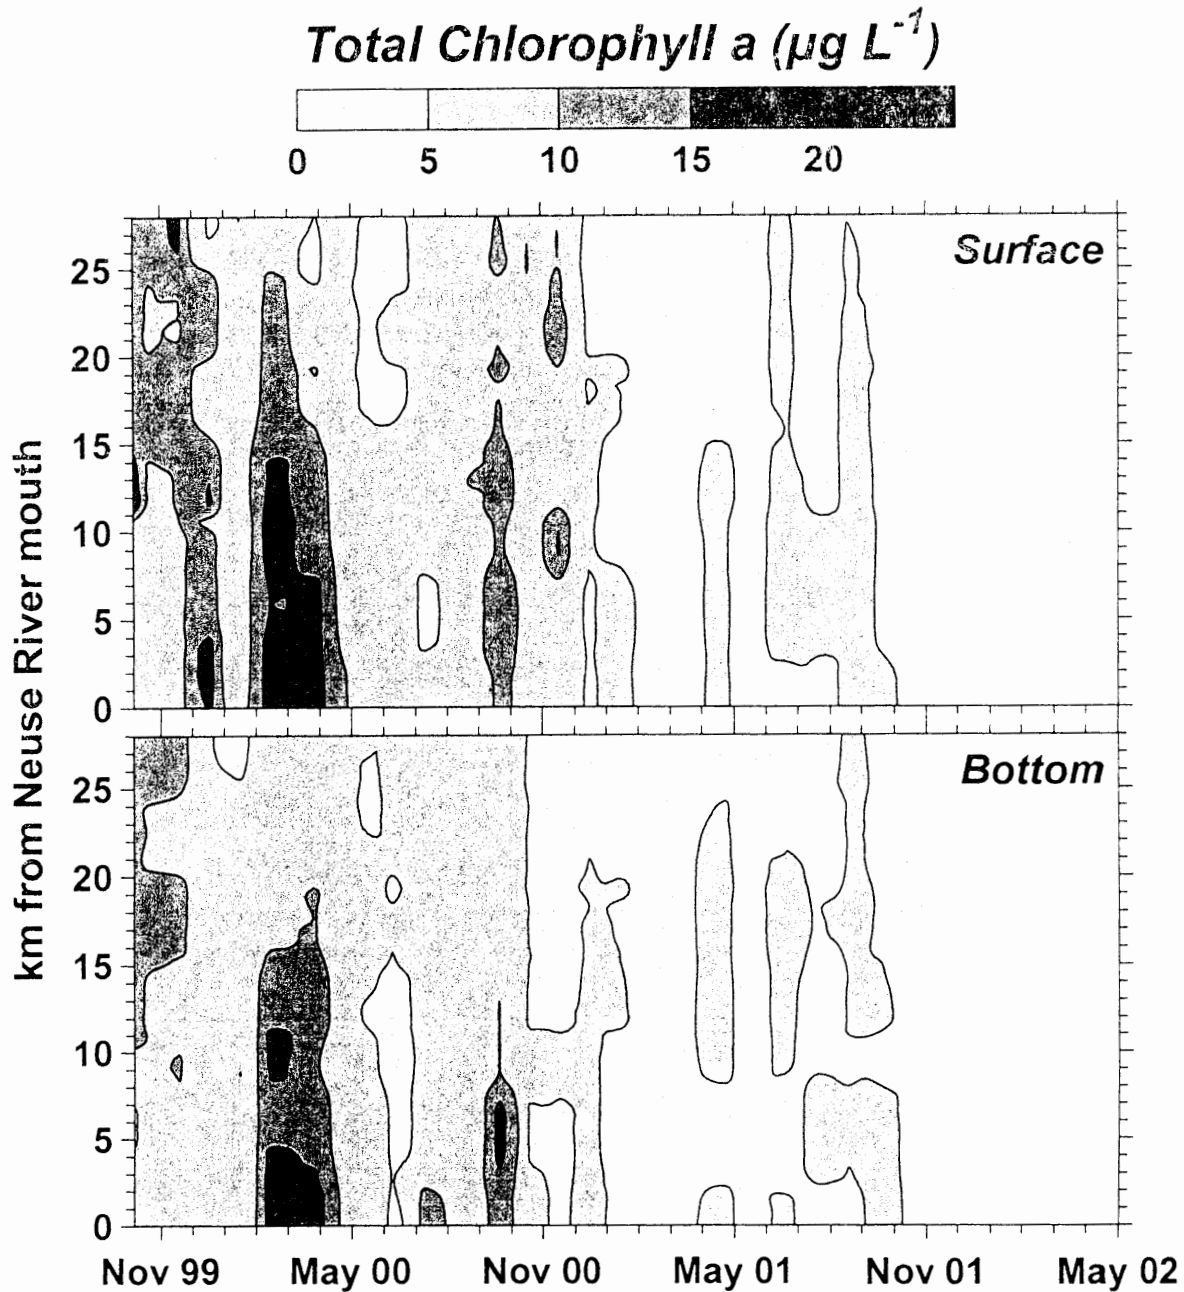 Total Chlorophyll a (µg L⁻¹)
0 5 10 15 20
Surface
25
20
15
10
5
0
Bottom
25
20
15
10
5
0
km from Neuse River mouth
Nov 99 May 00 Nov 00 May 01 Nov 01 May 02